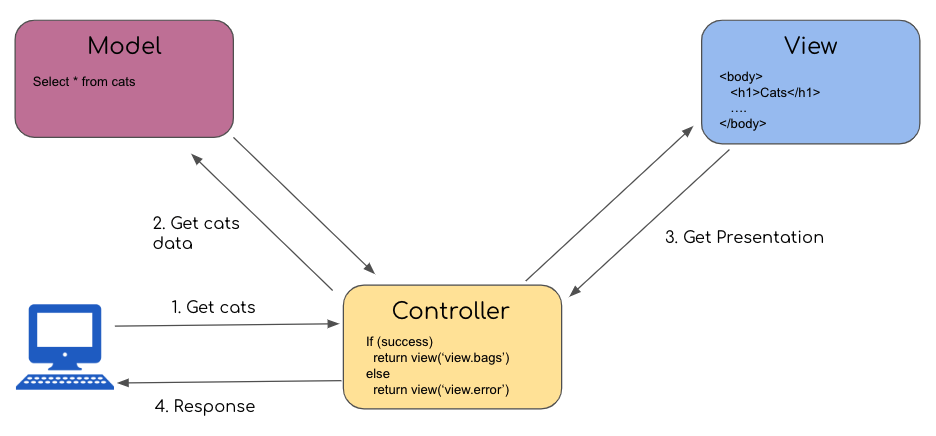 Model
Select * from cats
View
<body>
<h1>Cats</h1>
....
</body>
2. Get cats
data
3. Get Presentation
1. Get cats
Controller
If (success)
return view(‘view.bags’)
else
return view(‘view.error’)
4. Response